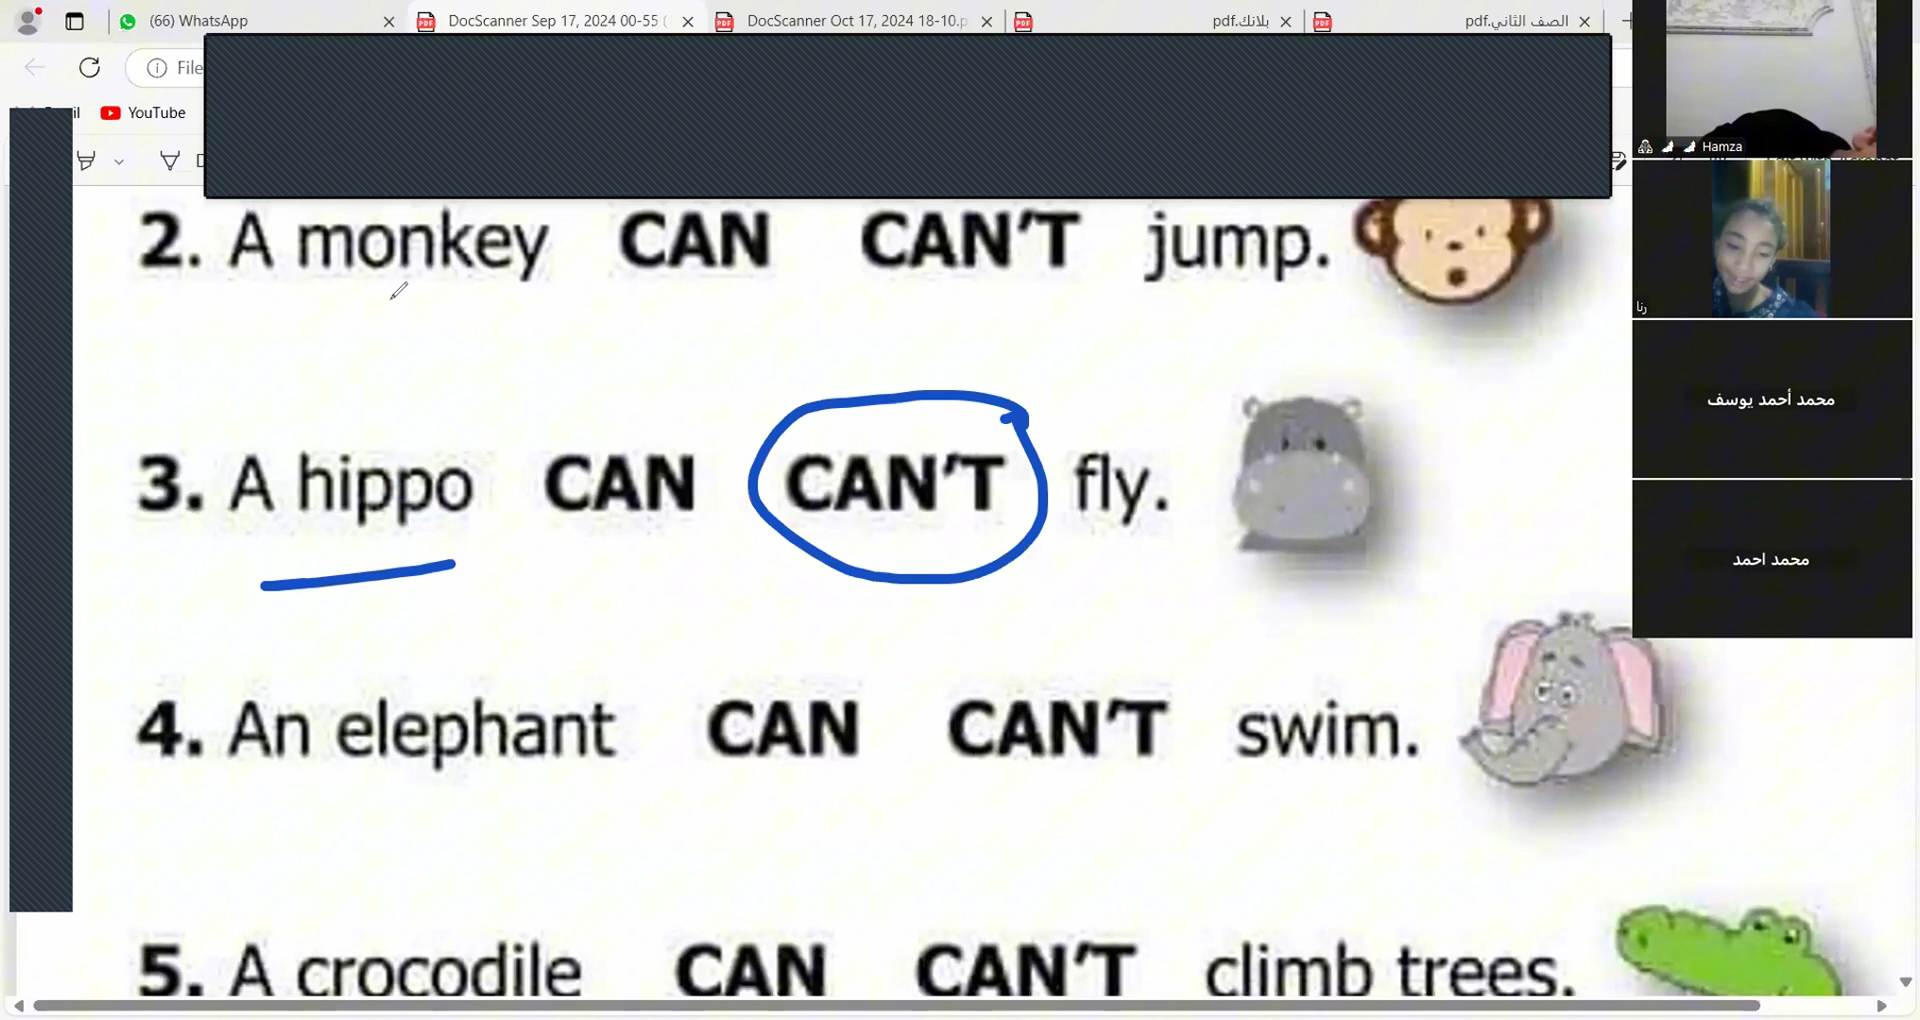 (66) WhatsApp
DocScanner Sep 17, 2024 00-55 (
DocScanner Oct 17, 2024 18-10.p
بلانك.pdf
الصف الثاني.pdf
File
YouTube
Hamza
رنا
محمد أحمد يوسف
محمد احمد
2. A monkey CAN CAN'T jump.
3. A hippo CAN CAN'T fly.
4. An elephant CAN CAN'T swim.
5. A crocodile CAN CAN'T climb trees.